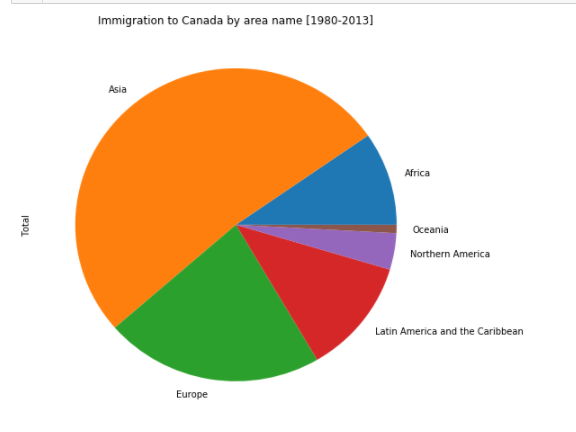 Immigration to Canada by area name [1980-2013]
Asia
Africa
Total
Oceania
Northern America
Latin America and the Caribbean
Europe